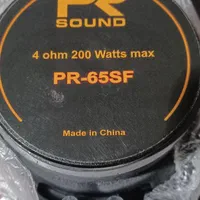 PR
SOUND
4 ohm 200 Watts max
PR-65SF
Made in China